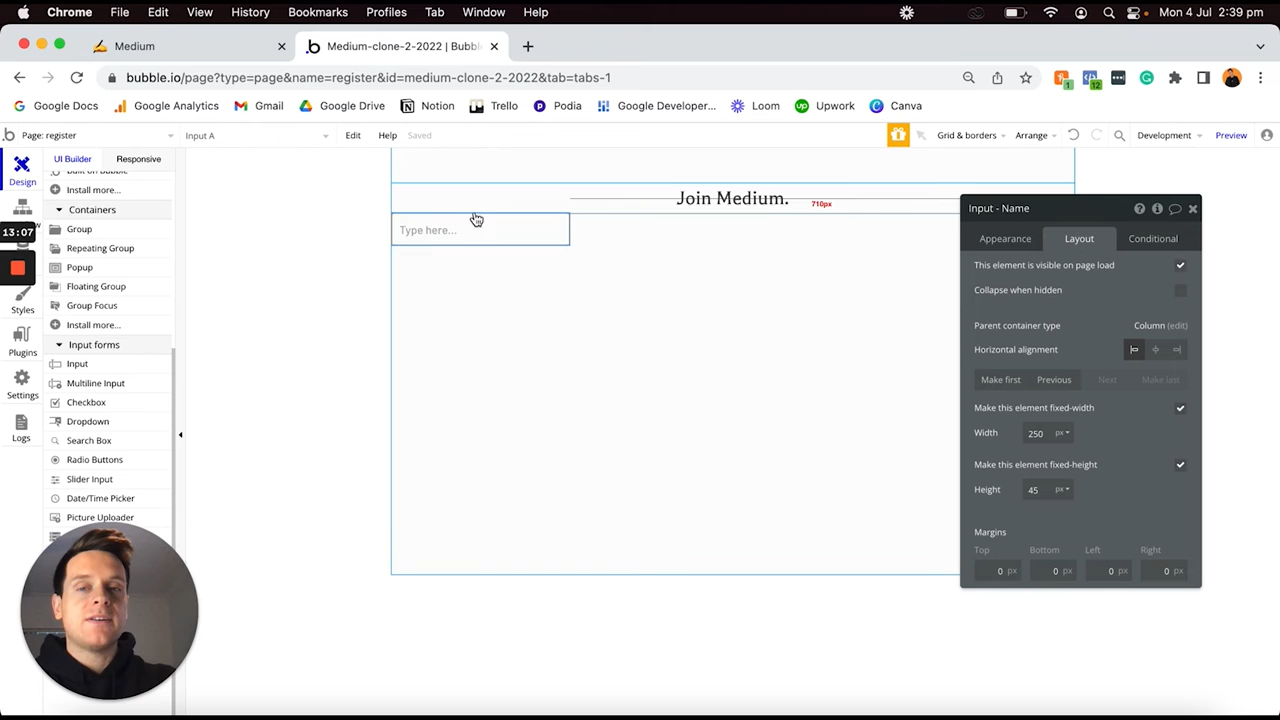 Chrome File Edit View History Bookmarks Profiles Tab Window Help Mon 4 Jul 2:39 pm
Medium Medium-clone-2-2022 | Bubbl
bubble.io/page?type=page&name=register&id=medium-clone-2-2022&tab=tabs-1
Google Docs Google Analytics Gmail Google Drive Notion Trello Podia Google Developer... Loom Upwork Canva
Page: register Input A Edit Help Saved Grid & borders Arrange Development Preview
UI Builder Responsive
Design
Install more...
Containers
Group
13:07
Repeating Group
Popup
Floating Group
Group Focus
Styles
Install more...
Input forms
Plugins
Input
Multiline Input
Settings
Checkbox
Dropdown
Logs
Search Box
Radio Buttons
Slider Input
Date/Time Picker
Picture Uploader
Join Medium.
710px
Type here...
Input - Name
Appearance Layout Conditional
This element is visible on page load
Collapse when hidden
Parent container type Column (edit)
Horizontal alignment
Make first Previous Next Make last
Make this element fixed-width
Width 250 px
Make this element fixed-height
Height 45 px
Margins
Top Bottom Left Right
0 px 0 px 0 px 0 px
1
12